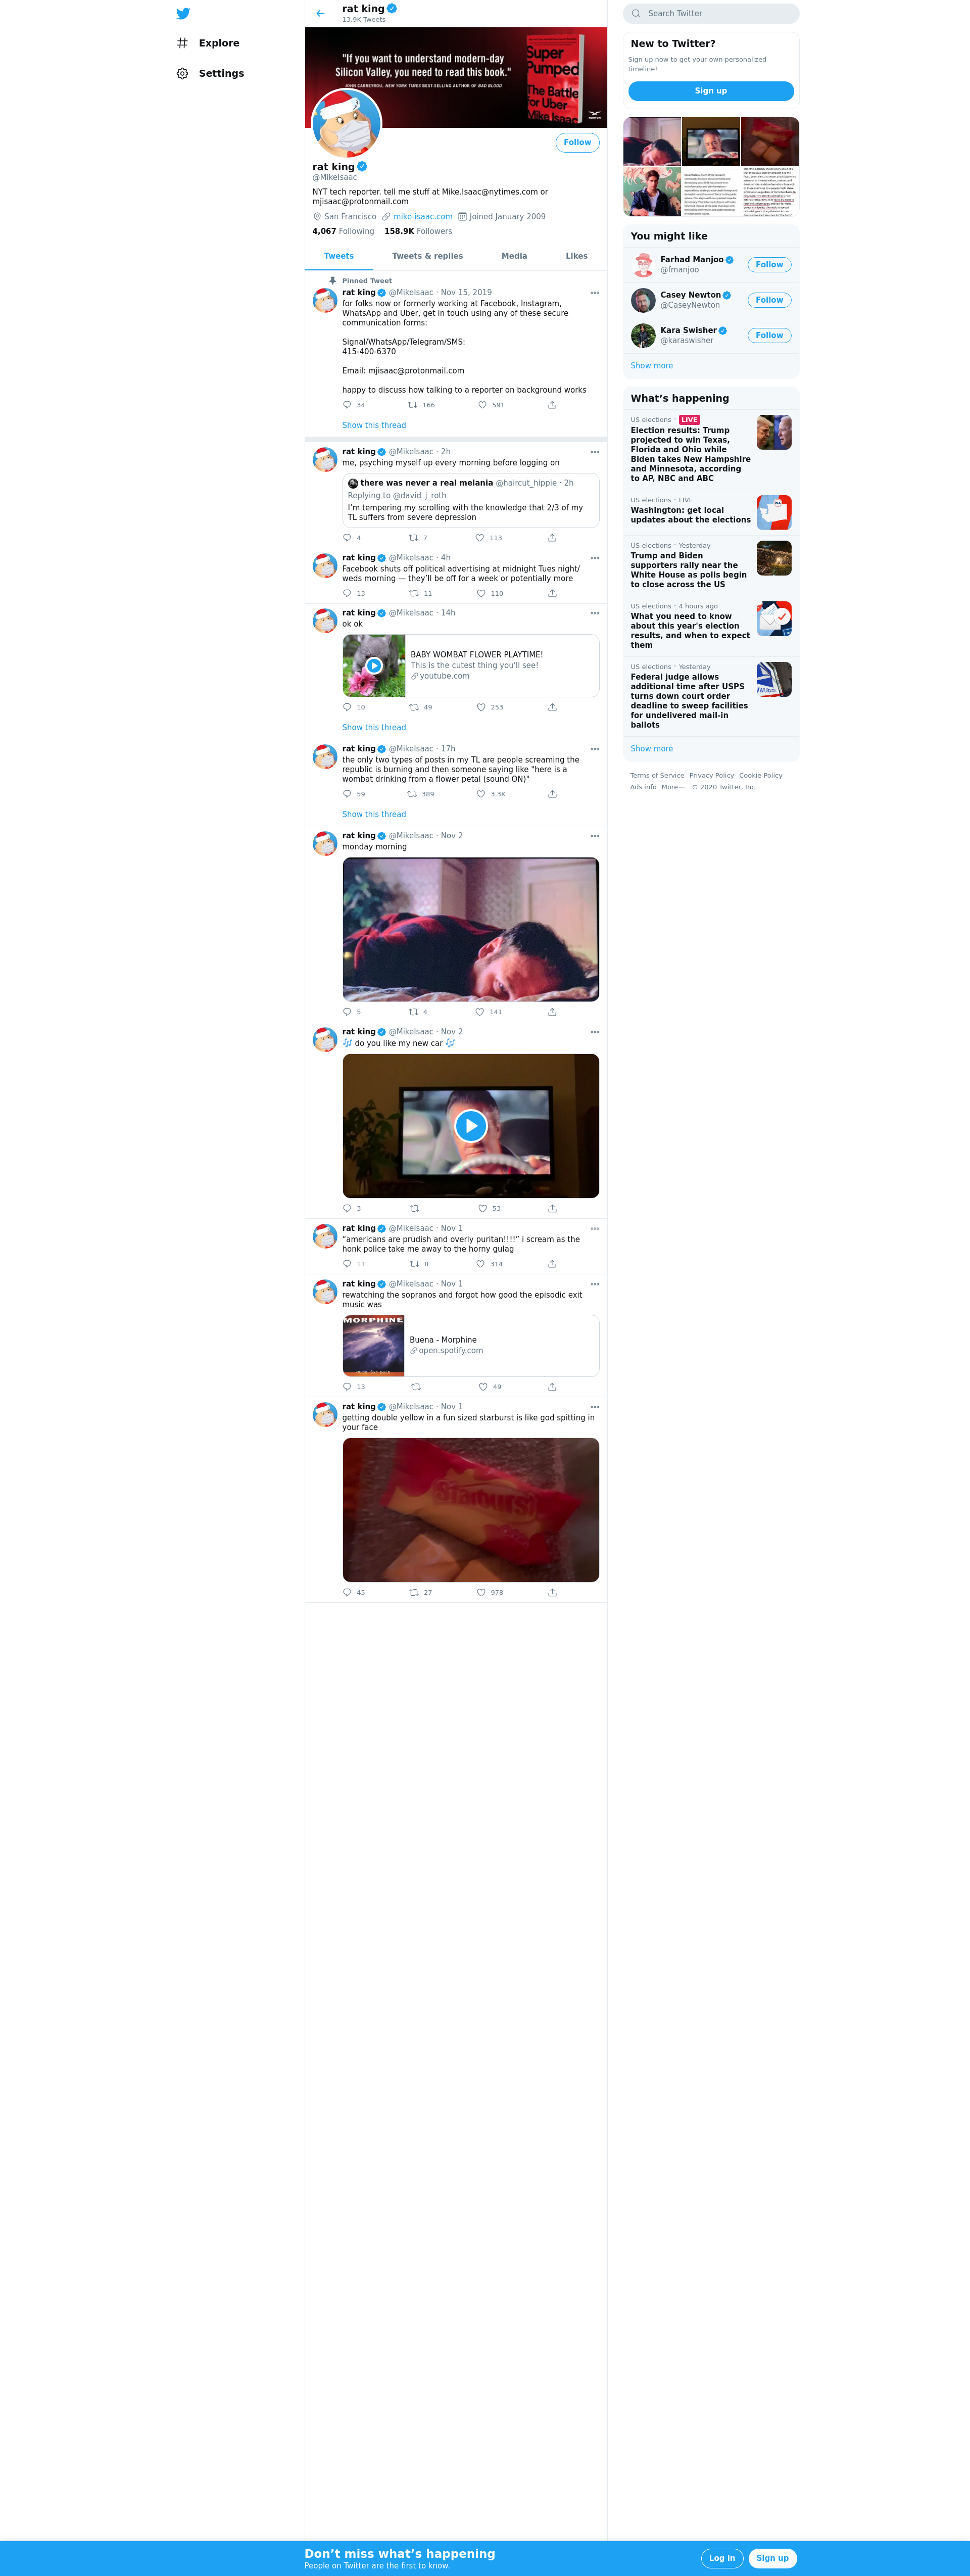 Explore
Settings
rat king
13.9K Tweets
"If you want to understand modern-day
Silicon Valley, you need to read this book."
JOHN CARREYROU, NEW YORK TIMES BEST-SELLING AUTHOR OF BAD BLOOD
Super
Pumped
The Battle
for Uber
Mike Isaac
NORTON
Follow
rat king
@MikeIsaac
NYT tech reporter. tell me stuff at Mike.Isaac@nytimes.com or
mjisaac@protonmail.com
San Francisco mike-isaac.com Joined January 2009
4,067 Following 158.9K Followers
Tweets Tweets & replies Media Likes
Pinned Tweet
rat king @MikeIsaac · Nov 15, 2019
for folks now or formerly working at Facebook, Instagram,
WhatsApp and Uber, get in touch using any of these secure
communication forms:
Signal/WhatsApp/Telegram/SMS:
415-400-6370
Email: mjisaac@protonmail.com
happy to discuss how talking to a reporter on background works
34 166 591
Show this thread
rat king @MikeIsaac · 2h
me, psyching myself up every morning before logging on
there was never a real melania @haircut_hippie · 2h
Replying to @david_j_roth
I'm tempering my scrolling with the knowledge that 2/3 of my
TL suffers from severe depression
4 7 113
rat king @MikeIsaac · 4h
Facebook shuts off political advertising at midnight Tues night/
weds morning — they'll be off for a week or potentially more
13 11 110
rat king @MikeIsaac · 14h
ok ok
BABY WOMBAT FLOWER PLAYTIME!
This is the cutest thing you'll see!
youtube.com
10 49 253
Show this thread
rat king @MikeIsaac · 17h
the only two types of posts in my TL are people screaming the
republic is burning and then someone saying like "here is a
wombat drinking from a flower petal (sound ON)"
59 389 3.3K
Show this thread
rat king @MikeIsaac · Nov 2
monday morning
5 4 141
rat king @MikeIsaac · Nov 2
🎶 do you like my new car 🎶
3 53
rat king @MikeIsaac · Nov 1
“americans are prudish and overly puritan!!!!” i scream as the
honk police take me away to the horny gulag
11 8 314
rat king @MikeIsaac · Nov 1
rewatching the sopranos and forgot how good the episodic exit
music was
MORPHINE
Buena - Morphine
open.spotify.com
13 49
rat king @MikeIsaac · Nov 1
getting double yellow in a fun sized starburst is like god spitting in
your face
Starburst
45 27 978
Search Twitter
New to Twitter?
Sign up now to get your own personalized
timeline!
Sign up
You might like
Farhad Manjoo
@fmanjoo
Follow
Casey Newton
@CaseyNewton
Follow
Kara Swisher
@karaswisher
Follow
Show more
What's happening
US elections · LIVE
Election results: Trump
projected to win Texas,
Florida and Ohio while
Biden takes New Hampshire
and Minnesota, according
to AP, NBC and ABC
US elections · LIVE
Washington: get local
updates about the elections
US elections · Yesterday
Trump and Biden
supporters rally near the
White House as polls begin
to close across the US
US elections · 4 hours ago
What you need to know
about this year's election
results, and when to expect
them
US elections · Yesterday
Federal judge allows
additional time after USPS
turns down court order
deadline to sweep facilities
for undelivered mail-in
ballots
Show more
Terms of Service Privacy Policy Cookie Policy
Ads info More © 2020 Twitter, Inc.
Don't miss what's happening
People on Twitter are the first to know.
Log in
Sign up